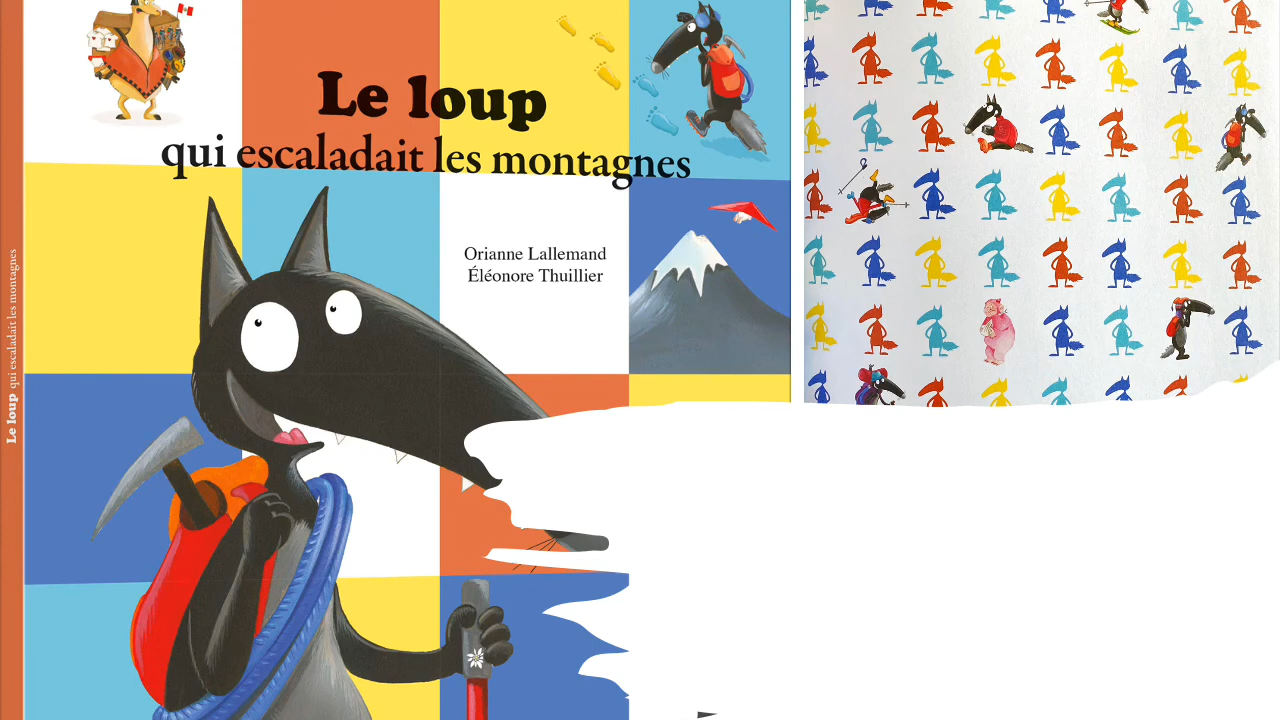 Le loup
qui escaladait les montagnes
Orianne Lallemand
Éléonore Thuillier
Le loup qui escaladait les montagnes